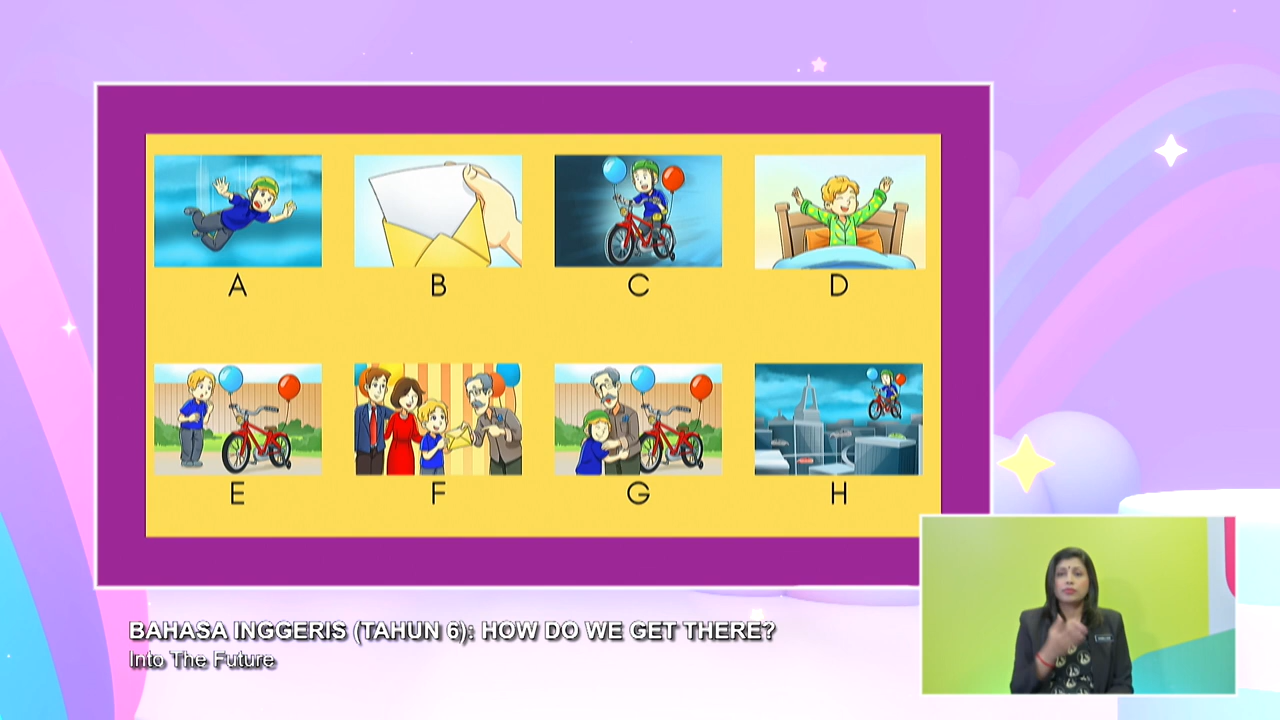 A
B
C
D
E
F
G
H
BAHASA INGGERIS (TAHUN 6): HOW DO WE GET THERE?
Into The Future